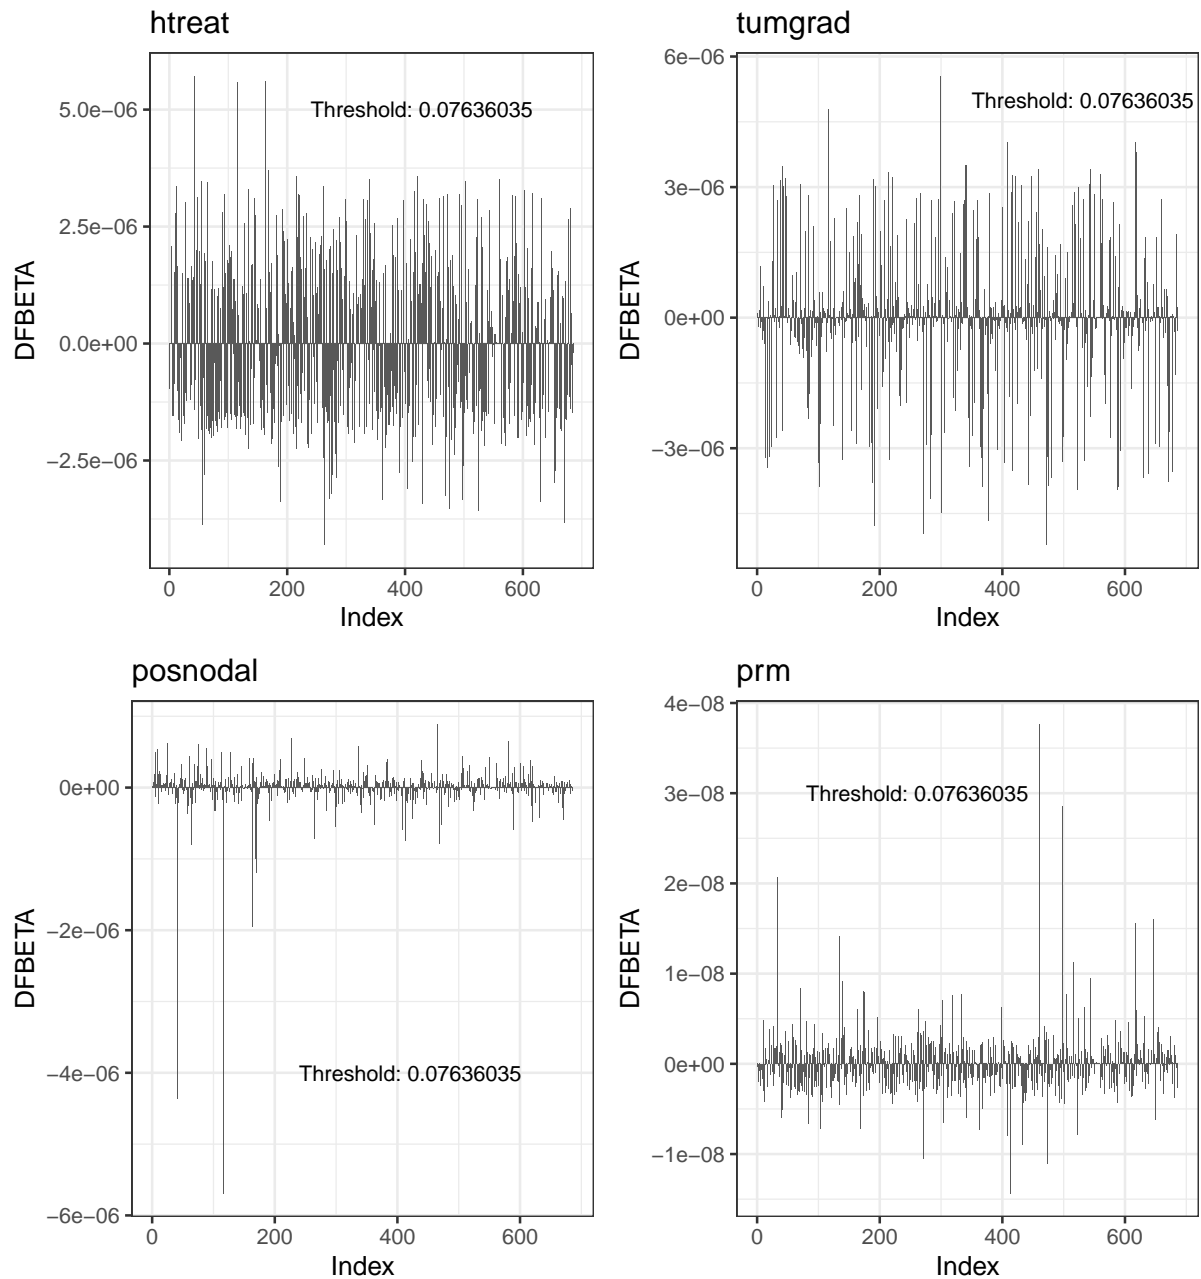 htreat
5.0e−06
2.5e−06
0.0e+00
−2.5e−06
DFBETA
Threshold: 0.07636035
0
200
400
600
Index
tumgrad
6e−06
3e−06
0e+00
−3e−06
DFBETA
Threshold: 0.07636035
0
200
400
600
Index
posnodal
0e+00
−2e−06
−4e−06
−6e−06
DFBETA
Threshold: 0.07636035
0
200
400
600
Index
prm
4e−08
3e−08
2e−08
1e−08
0e+00
−1e−08
DFBETA
Threshold: 0.07636035
0
200
400
600
Index